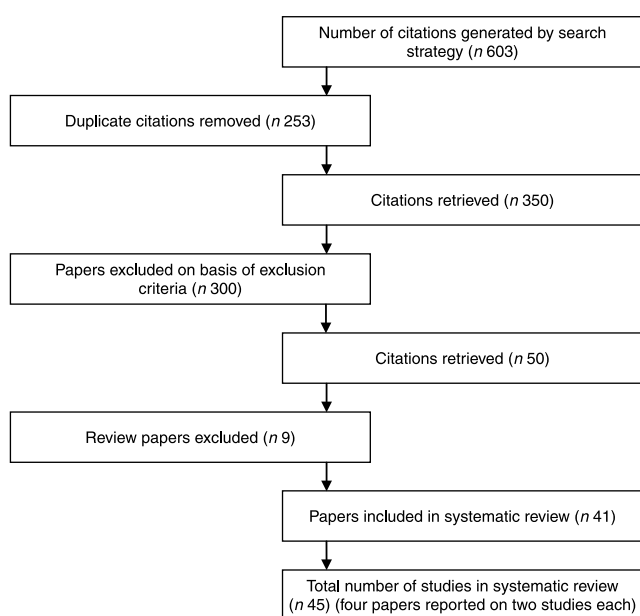 Number of citations generated by search
strategy (n 603)
Duplicate citations removed (n 253)
Citations retrieved (n 350)
Papers excluded on basis of exclusion
criteria (n 300)
Citations retrieved (n 50)
Review papers excluded (n 9)
Papers included in systematic review (n 41)
Total number of studies in systematic review
(n 45) (four papers reported on two studies each)